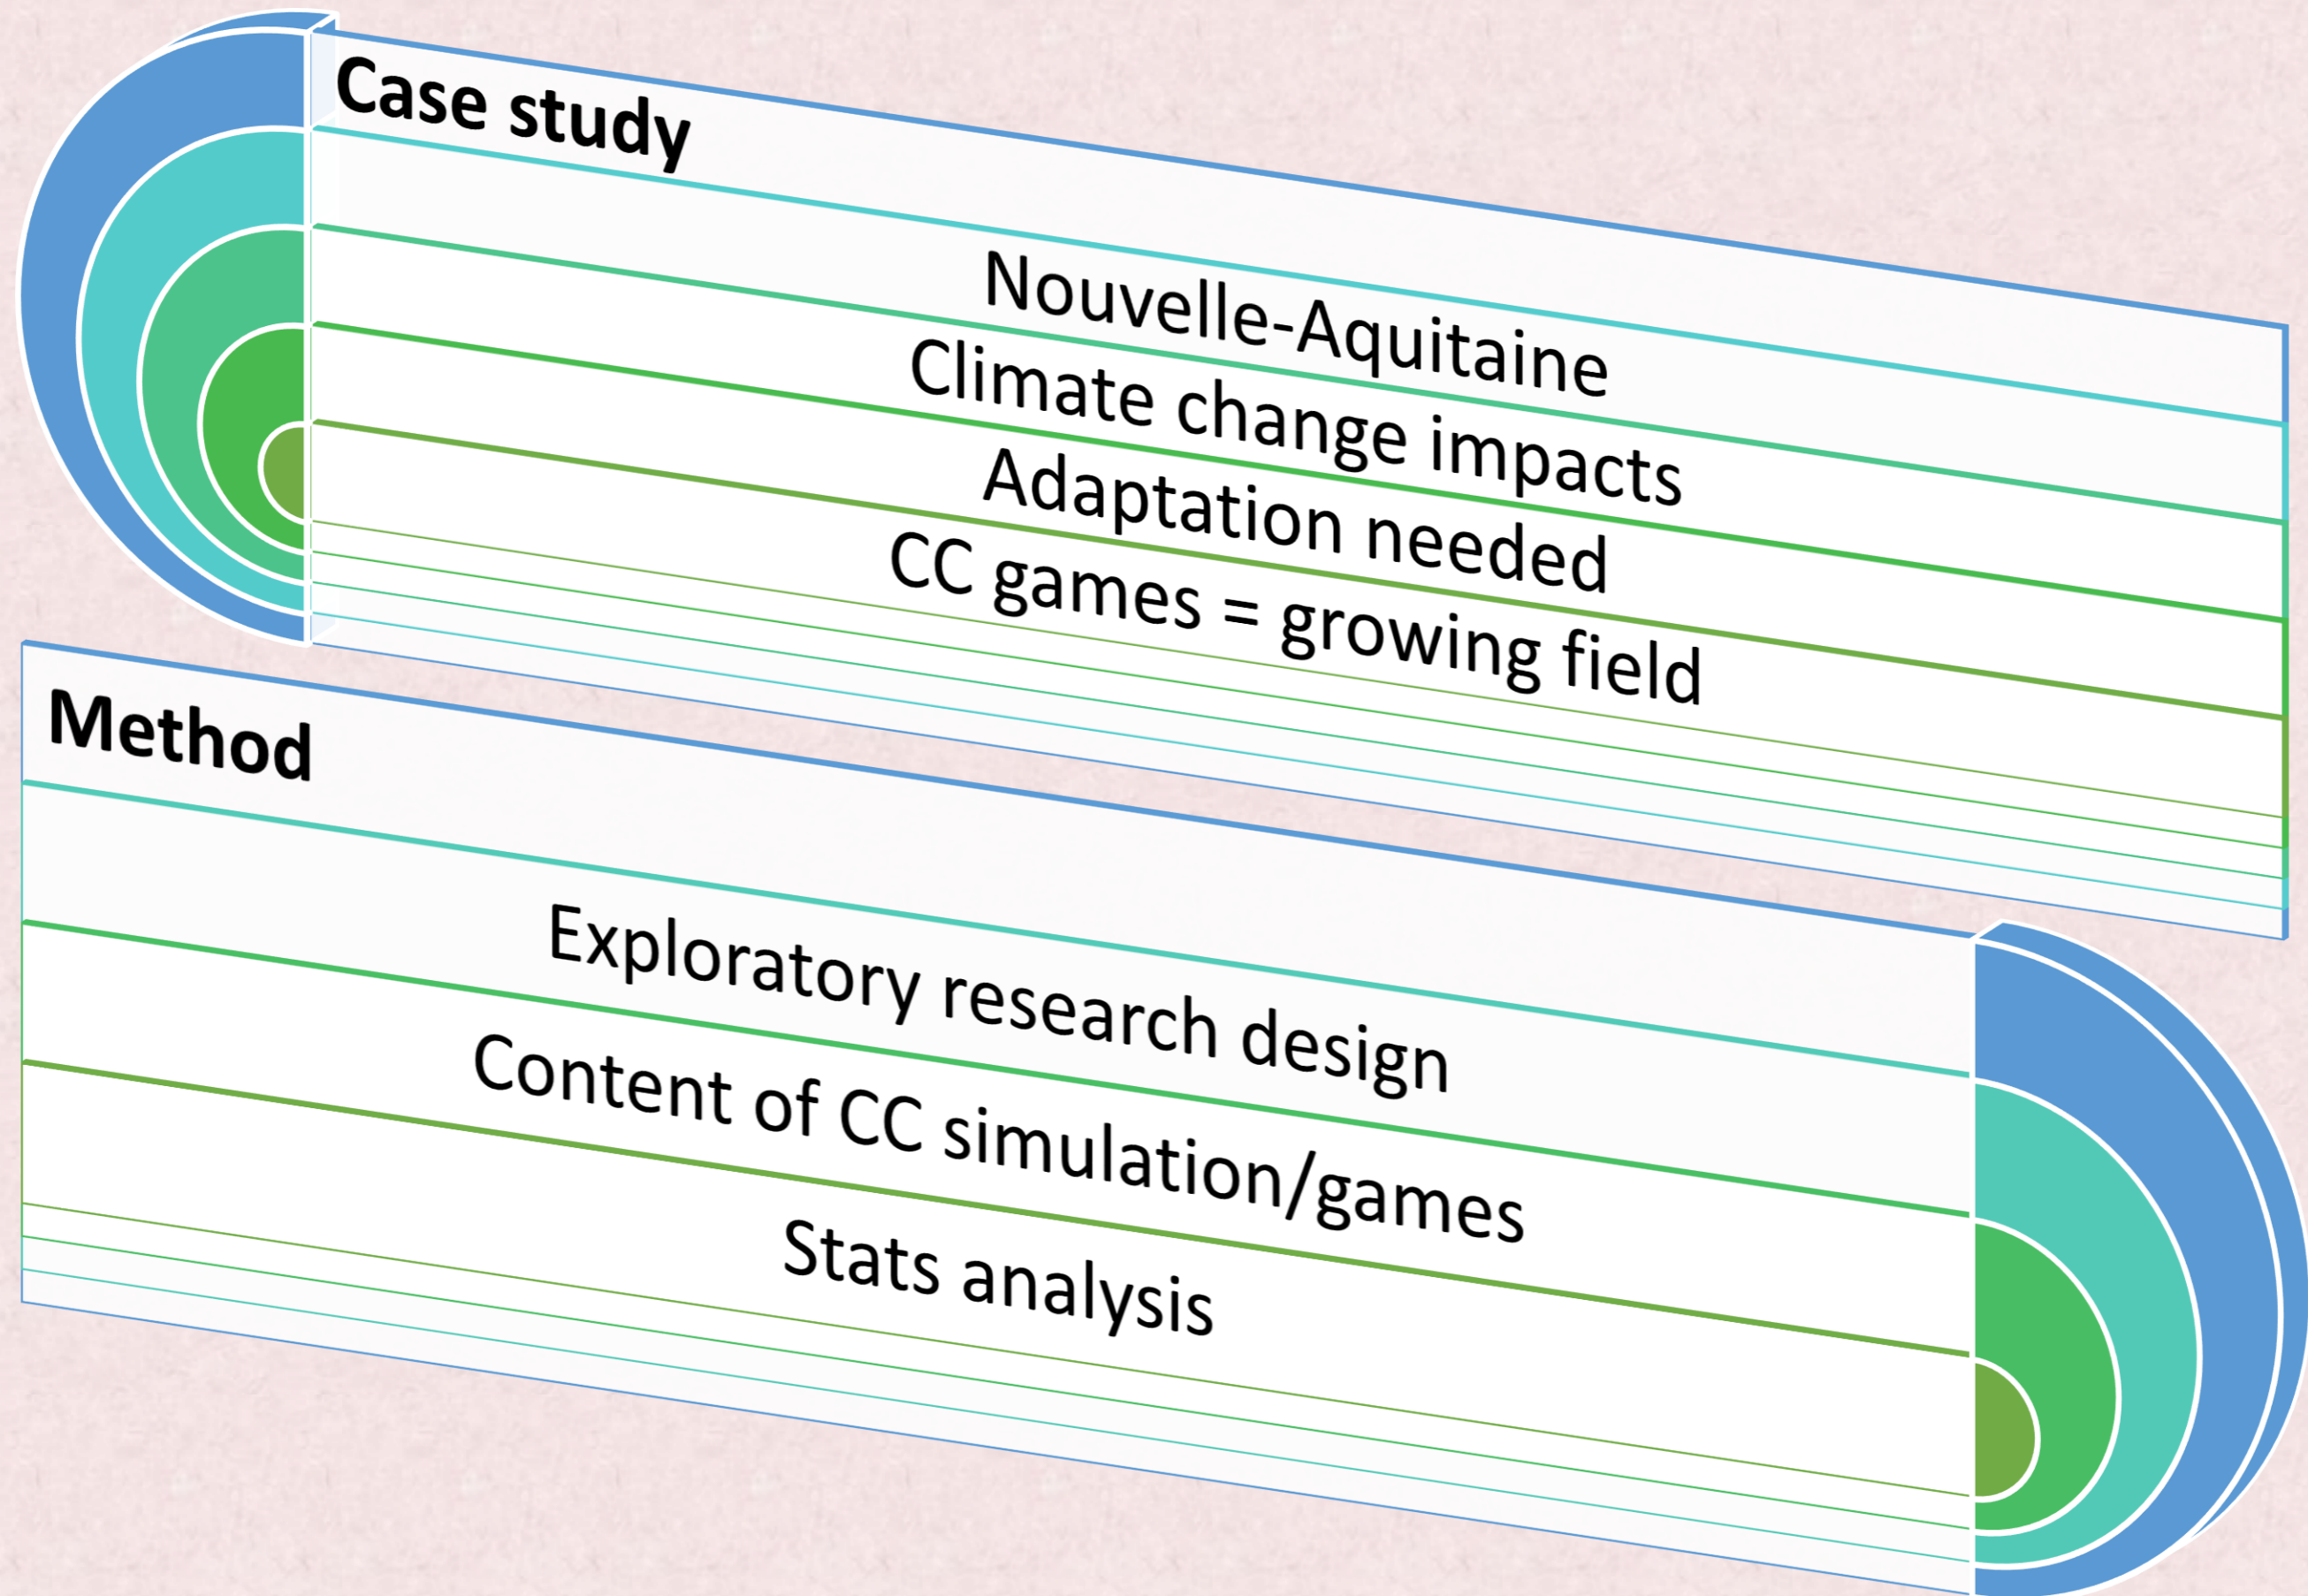 Case study
Nouvelle-Aquitaine
Climate change impacts
Adaptation needed
CC games = growing field
Method
Exploratory research design
Content of CC simulation/games
Stats analysis